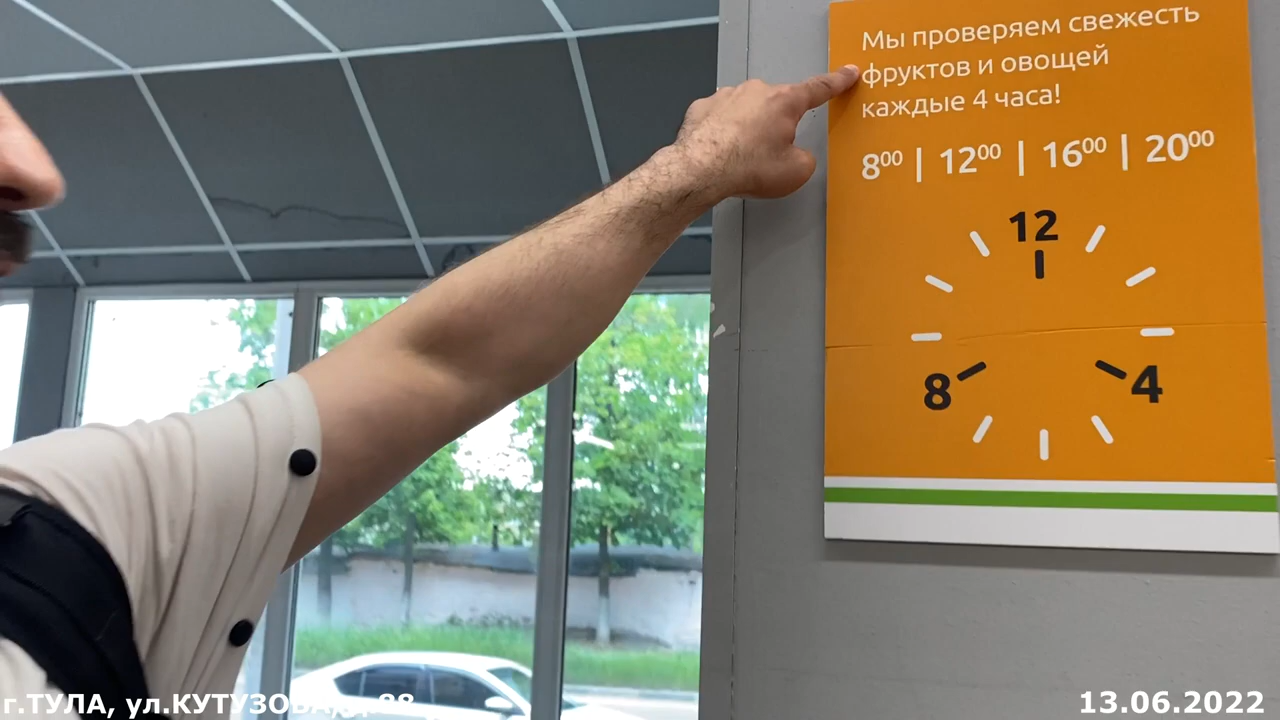 Мы проверяем свежесть
фруктов и овощей
каждые 4 часа!
8⁰⁰ | 12⁰⁰ | 16⁰⁰ | 20⁰⁰
12
8 4
г.ТУЛА, ул.КУТУЗОВА, д.88
13.06.2022